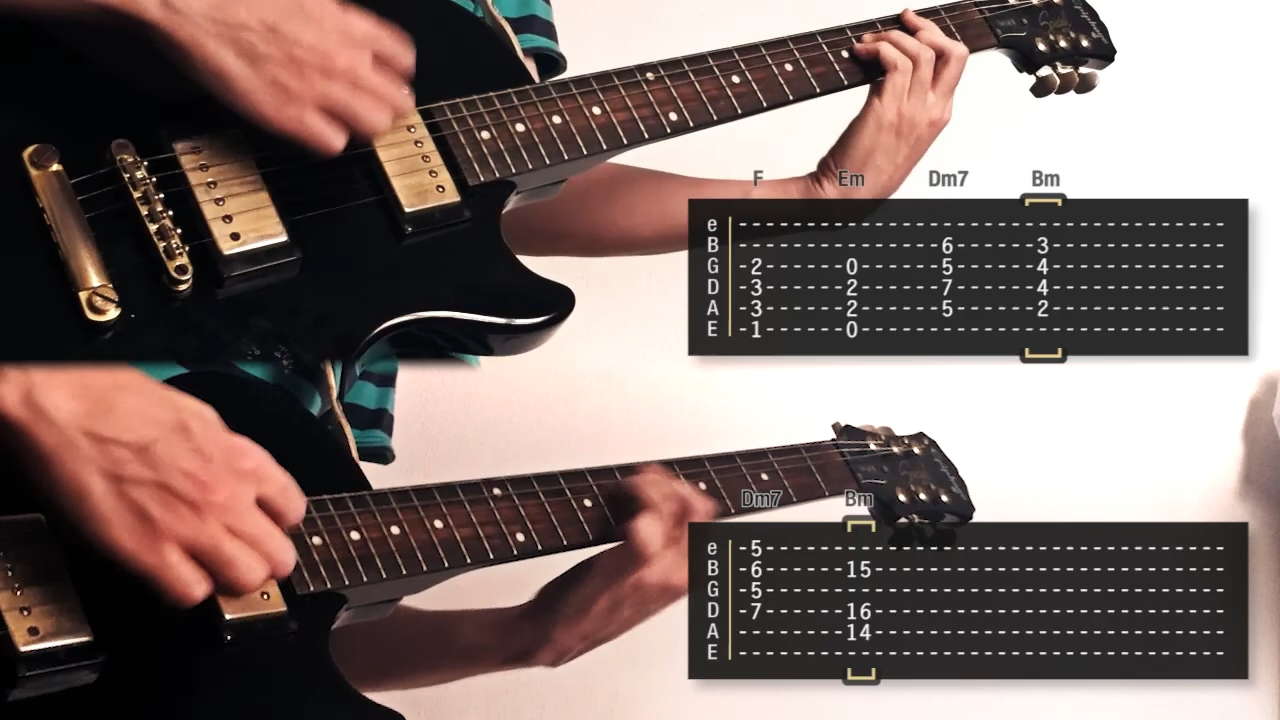 F Em Dm7 Bm
e|------------------------------
B|----------6----3--------
G|-2----0----5----4--------
D|-3----2----7----4--------
A|-3----2----5----2--------
E|-1----0------------------
Dm7 Bm
e|-5----------------------
B|-6----15----------------
G|-5----------------------
D|-7----16----------------
A|------14----------------
E|------------------------